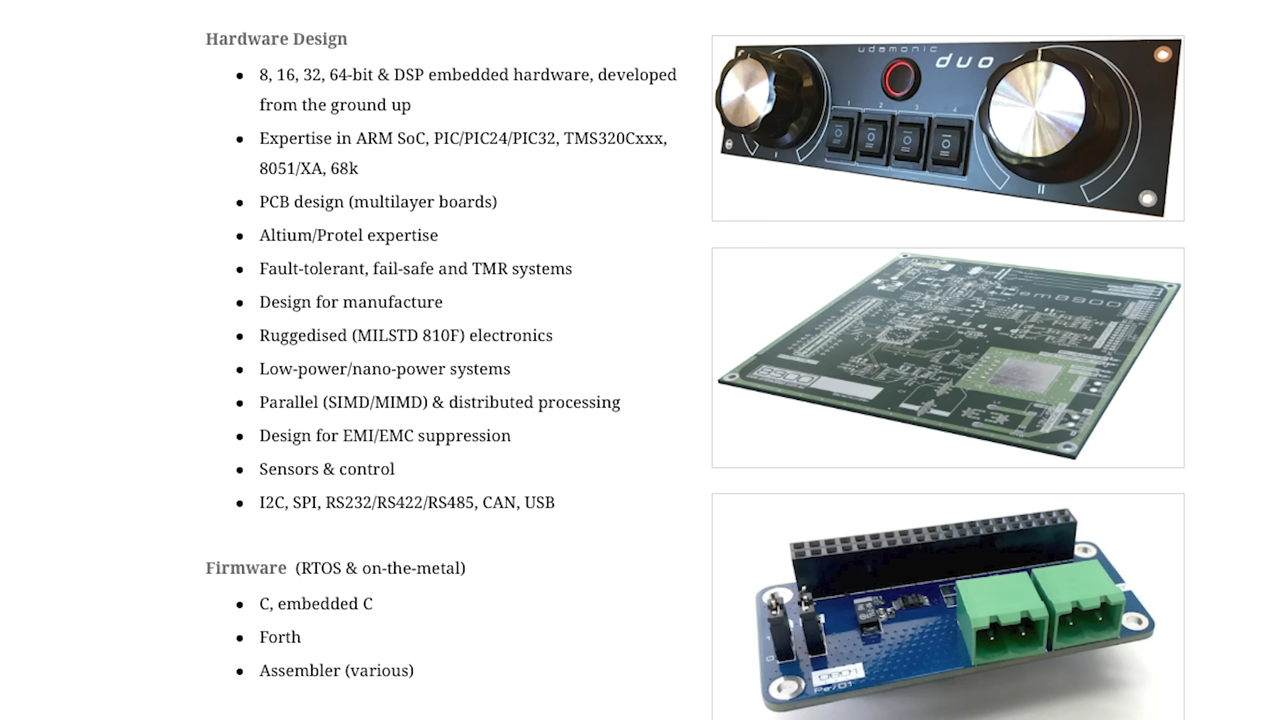 Hardware Design
• 8, 16, 32, 64-bit & DSP embedded hardware, developed
from the ground up
• Expertise in ARM SoC, PIC/PIC24/PIC32, TMS320Cxxx,
8051/XA, 68k
• PCB design (multilayer boards)
• Altium/Protel expertise
• Fault-tolerant, fail-safe and TMR systems
• Design for manufacture
• Ruggedised (MILSTD 810F) electronics
• Low-power/nano-power systems
• Parallel (SIMD/MIMD) & distributed processing
• Design for EMI/EMC suppression
• Sensors & control
• I2C, SPI, RS232/RS422/RS485, CAN, USB
Firmware (RTOS & on-the-metal)
• C, embedded C
• Forth
• Assembler (various)
udemonic
duo
1 2 3 4
I II